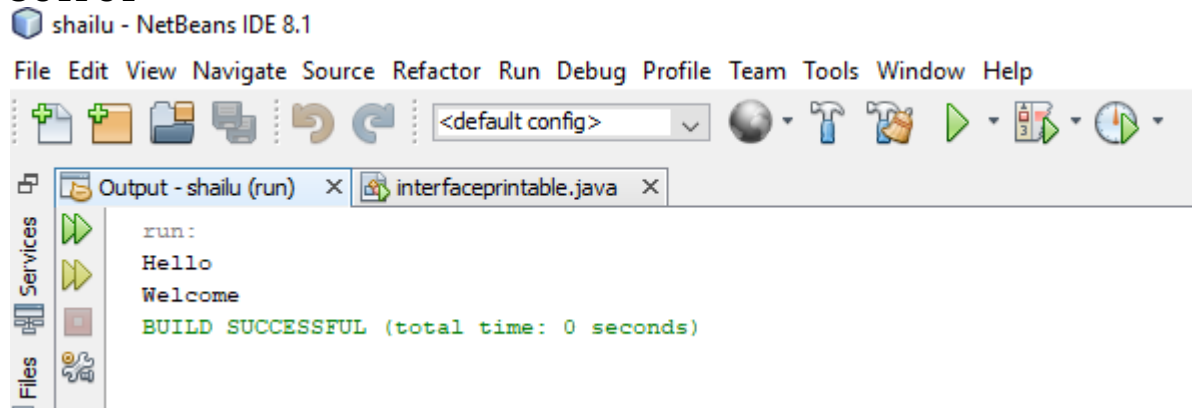 shailu - NetBeans IDE 8.1
File Edit View Navigate Source Refactor Run Debug Profile Team Tools Window Help
<default config>
Output - shailu (run)
interfaceprintable.java
Services
Files
run:
Hello
Welcome
BUILD SUCCESSFUL (total time: 0 seconds)